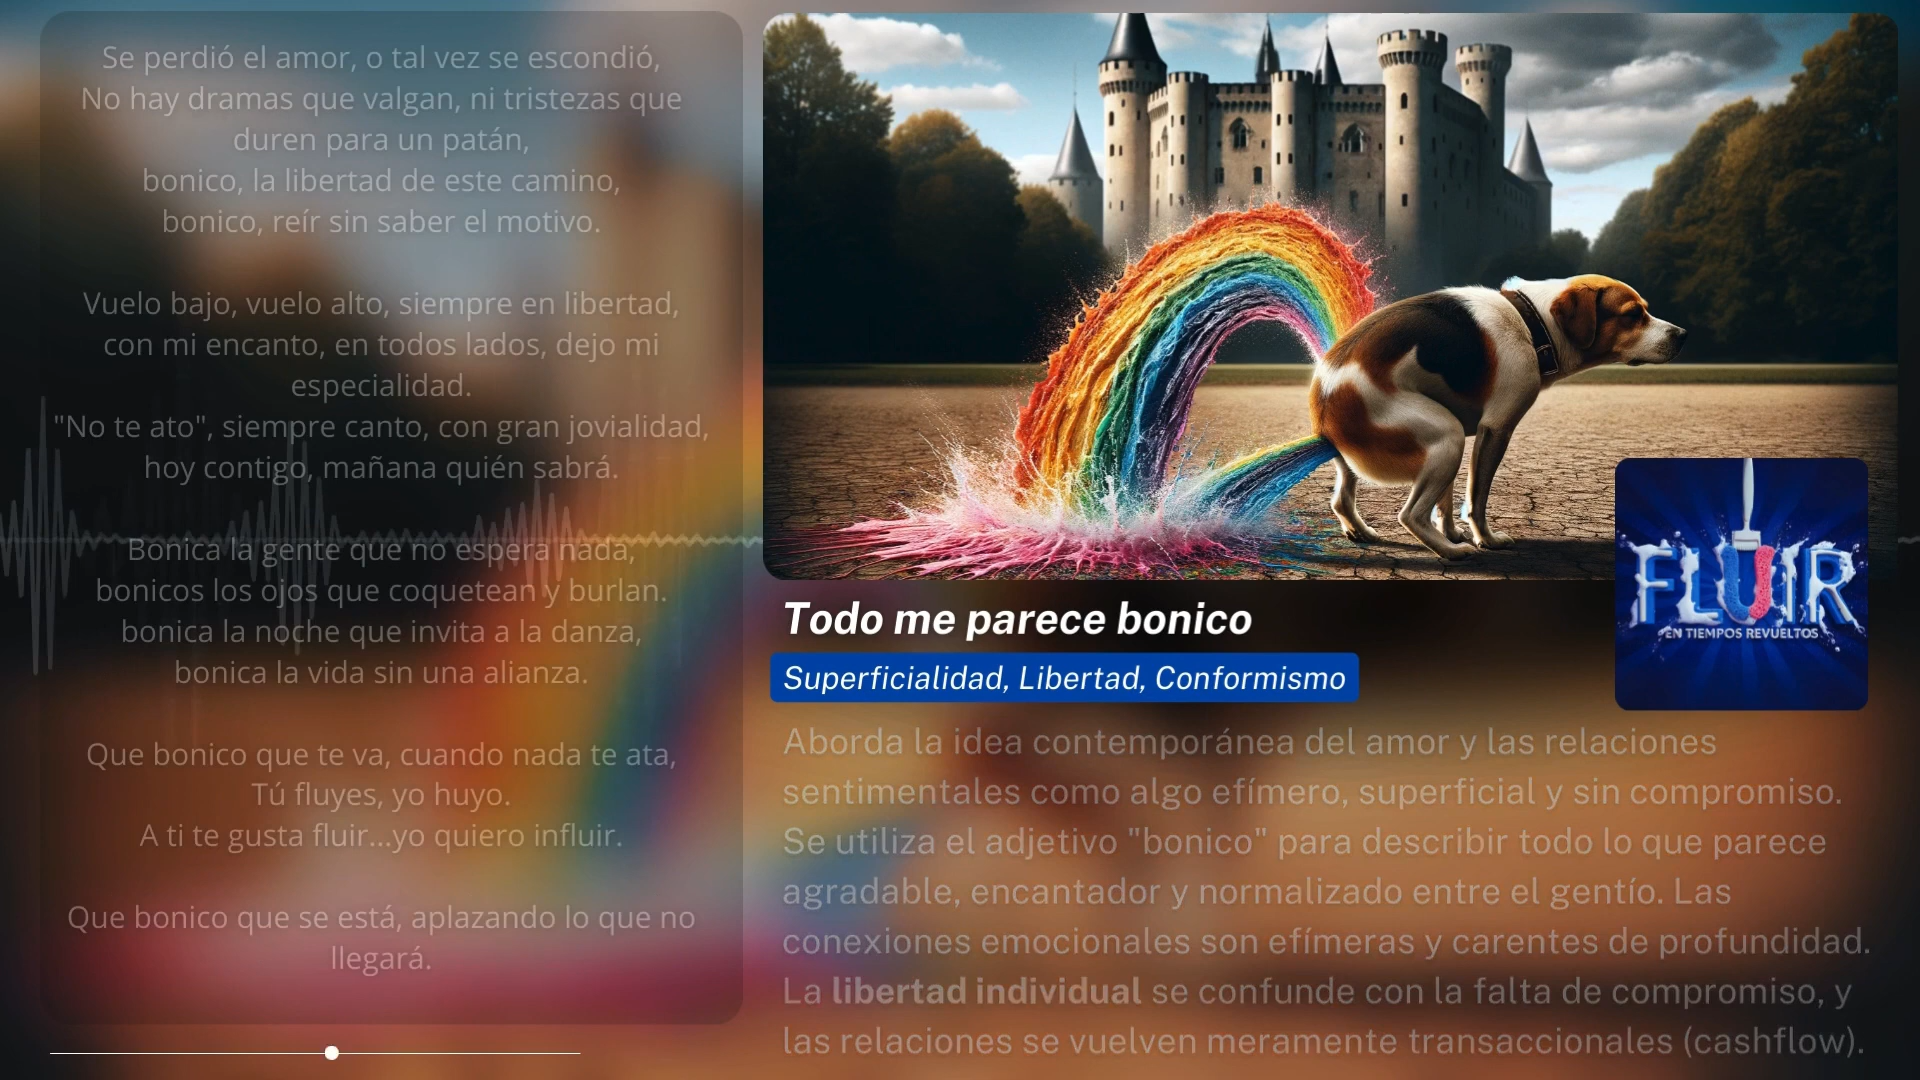 Se perdió el amor, o tal vez se escondió,
No hay dramas que valgan, ni tristezas que
duren para un patán,
bonico, la libertad de este camino,
bonico, reír sin saber el motivo.
Vuelo bajo, vuelo alto, siempre en libertad,
con mi encanto, en todos lados, dejo mi
especialidad.
"No te ato", siempre canto, con gran jovialidad,
hoy contigo, mañana quién sabrá.
Bonica la gente que no espera nada,
bonicos los ojos que coquetean y burlan.
bonica la noche que invita a la danza,
bonica la vida sin una alianza.
Que bonico que te va, cuando nada te ata,
Tú fluyes, yo huyo.
A ti te gusta fluir...yo quiero influir.
Que bonico que se está, aplazando lo que no
llegará.
FLUIR
EN TIEMPOS REVUELTOS
Todo me parece bonico
Superficialidad, Libertad, Conformismo
Aborda la idea contemporánea del amor y las relaciones
sentimentales como algo efímero, superficial y sin compromiso.
Se utiliza el adjetivo "bonico" para describir todo lo que parece
agradable, encantador y normalizado entre el gentío. Las
conexiones emocionales son efímeras y carentes de profundidad.
La libertad individual se confunde con la falta de compromiso, y
las relaciones se vuelven meramente transaccionales (cashflow).